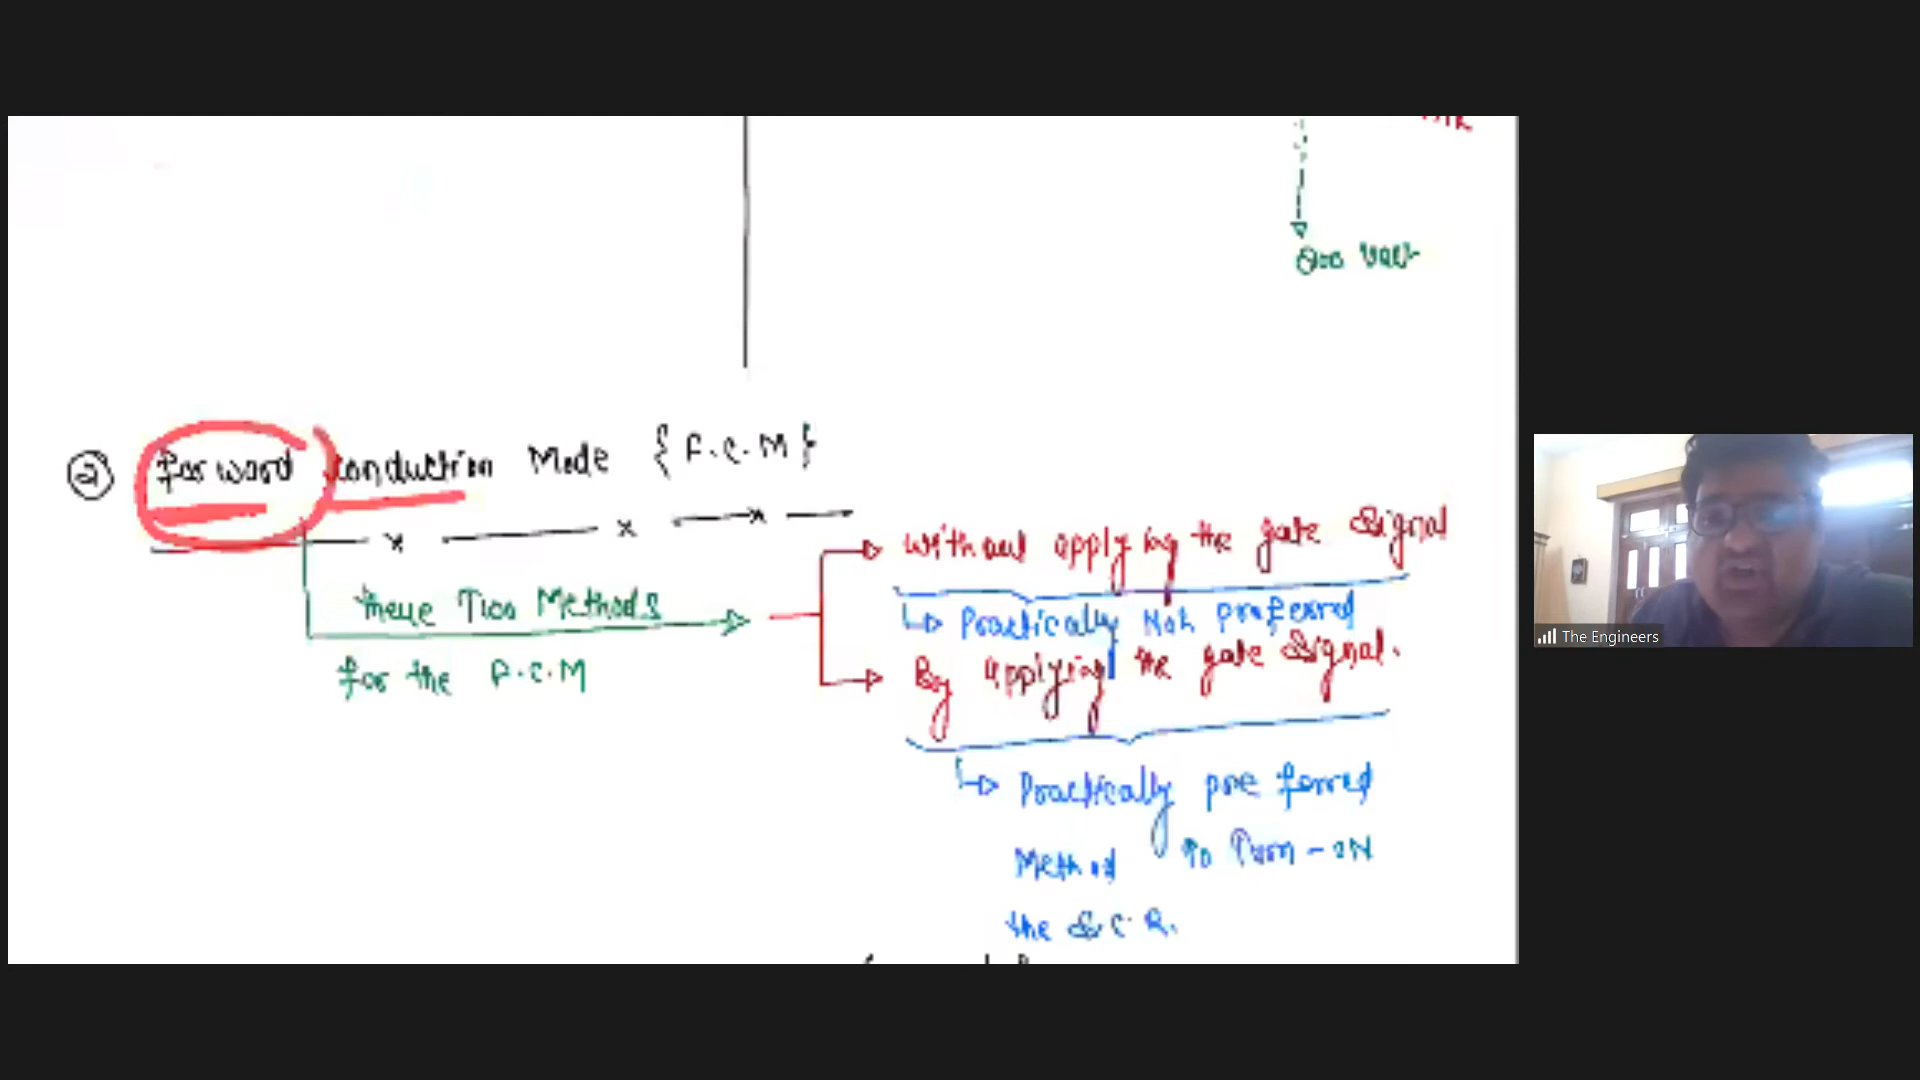 ② forward conduction Mode {F.C.M}
there Two Methods
for the F.C.M
without applying the gate signal
Practically Not preferred
By applying the gate signal.
Practically preferred
Method to Turn-ON
the S.C.R.
The Engineers